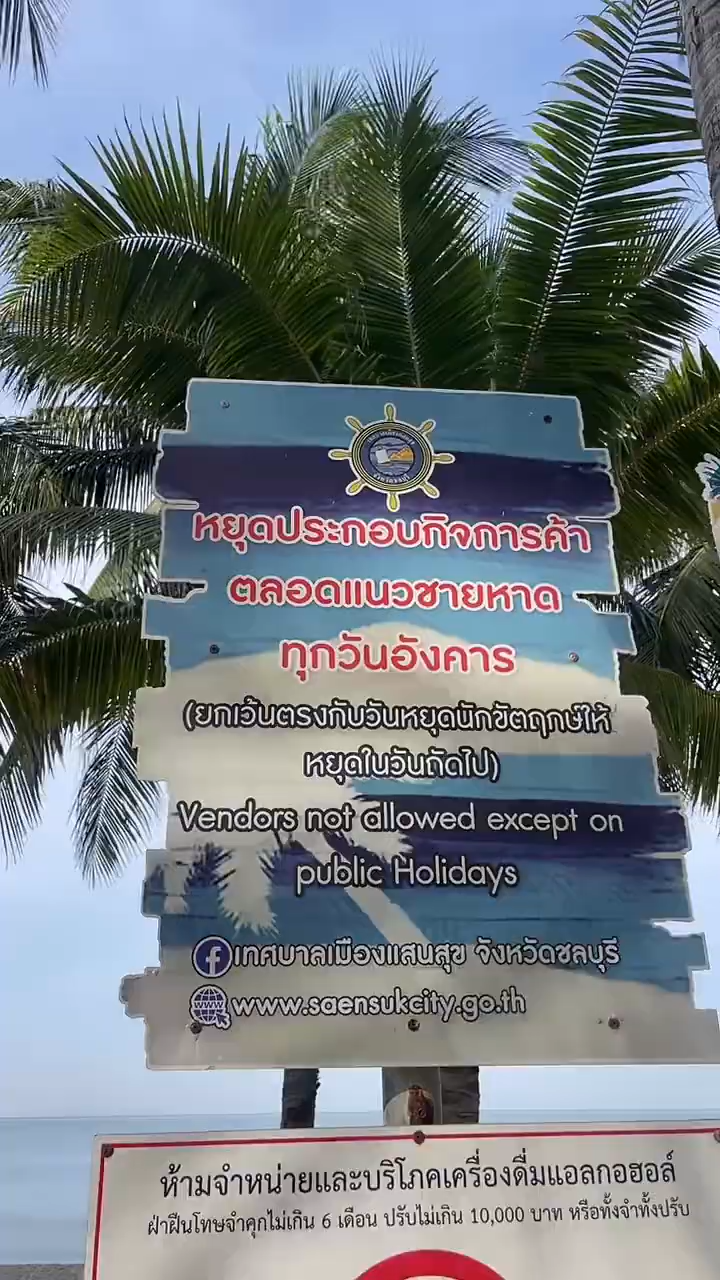 หยุดประกอบกิจการค้า
ตลอดแนวชายหาด
ทุกวันอังคาร
(ยกเว้นตรงกับวันหยุดนักขัตฤกษ์ให้
หยุดในวันถัดไป)
Vendors not allowed except on
public Holidays
เทศบาลเมืองแสนสุข จังหวัดชลบุรี
www.saensukcity.go.th
ห้ามจำหน่ายและบริโภคเครื่องดื่มแอลกอฮอล์
ฝ่าฝืนโทษจำคุกไม่เกิน 6 เดือน ปรับไม่เกิน 10,000 บาท หรือทั้งจำทั้งปรับ